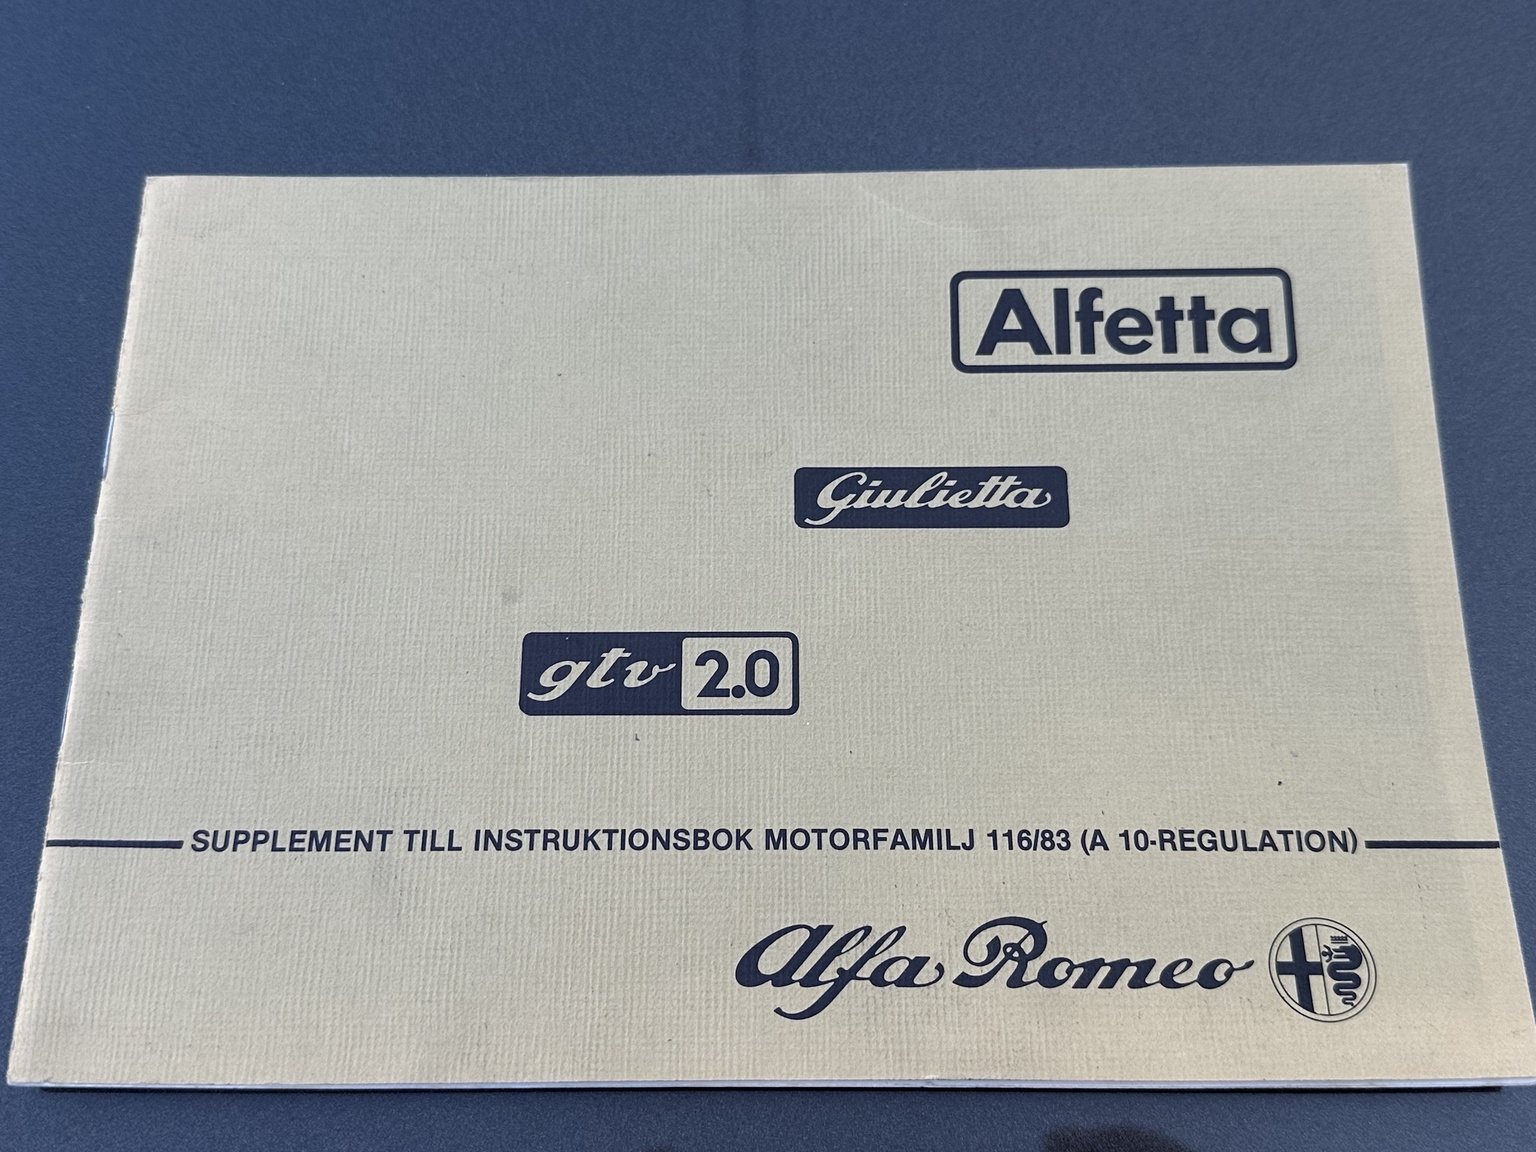 Alfetta
Giulietta
gtv 2.0
SUPPLEMENT TILL INSTRUKTIONSBOK MOTORFAMILJ 116/83 (A 10-REGULATION)
Alfa Romeo